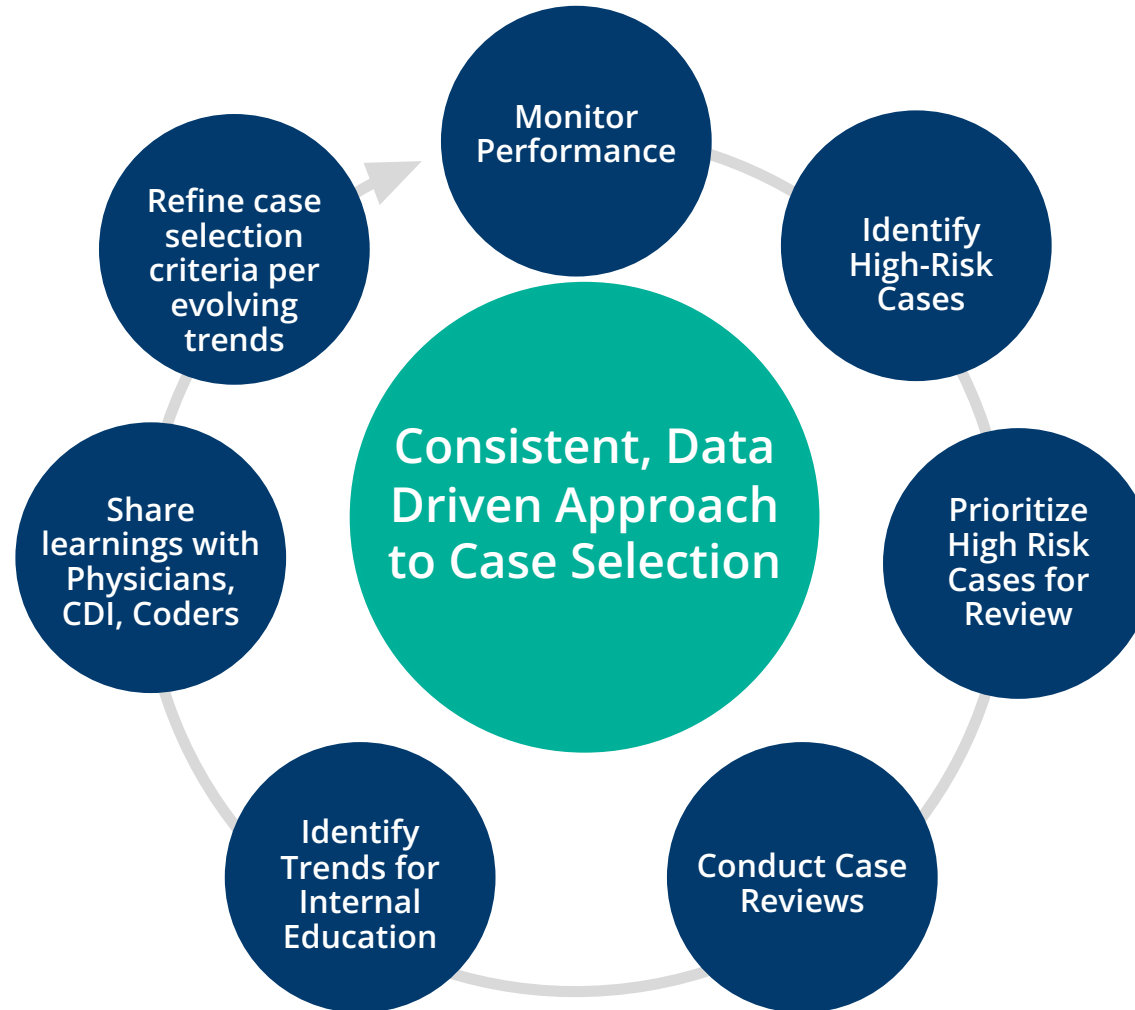 Monitor
Performance
Identify
High-Risk
Cases
Prioritize
High Risk
Cases for
Review
Conduct Case
Reviews
Identify
Trends for
Internal
Education
Share
learnings with
Physicians,
CDI, Coders
Refine case
selection
criteria per
evolving
trends
Consistent, Data
Driven Approach
to Case Selection